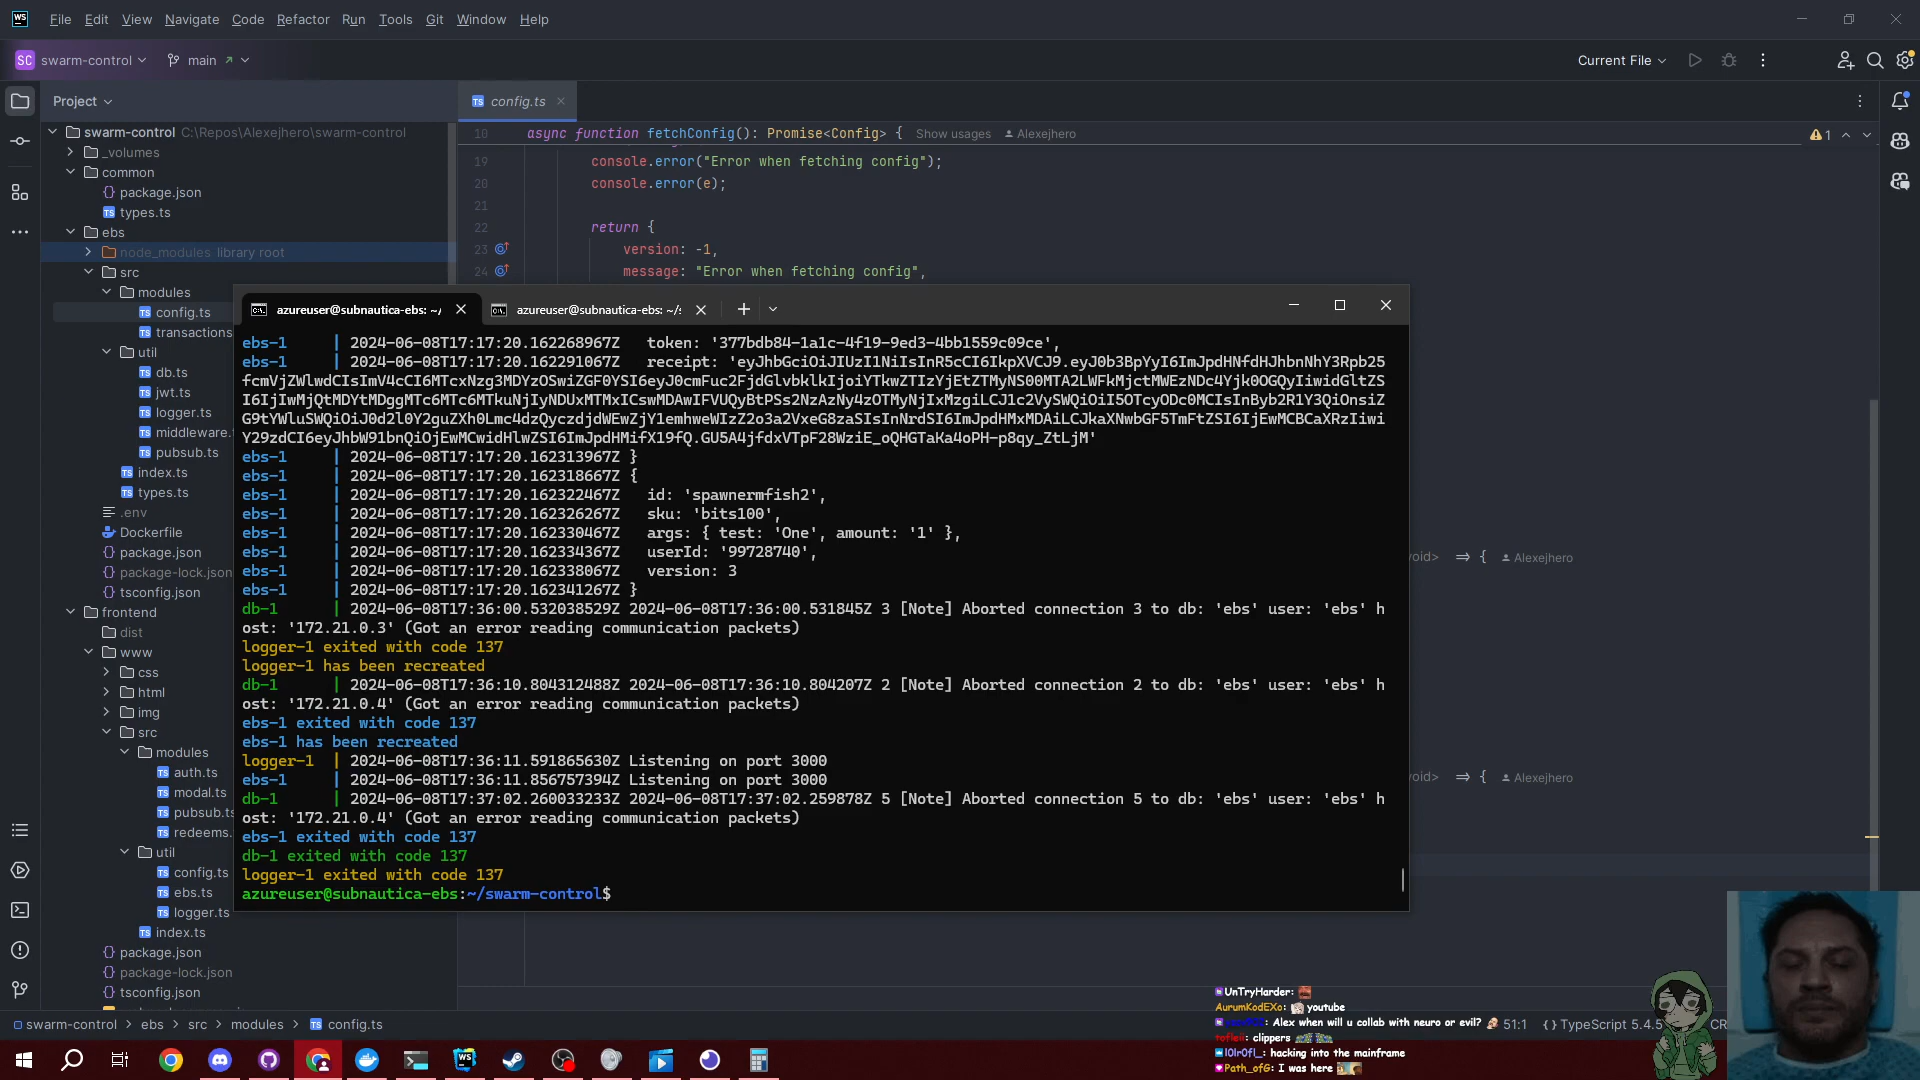 File Edit View Navigate Code Refactor Run Tools Git Window Help
SC swarm-control main Current File
Project
config.ts
swarm-control C:\Repos\Alexejhero\swarm-control
_volumes
common
package.json
types.ts
ebs
node_modules library root
src
modules
config.ts
transactions
util
db.ts
jwt.ts
logger.ts
middleware.
pubsub.ts
index.ts
types.ts
.env
Dockerfile
package.json
package-lock.json
tsconfig.json
frontend
dist
www
css
html
img
src
modules
auth.ts
modal.ts
pubsub.ts
redeems.
util
config.ts
ebs.ts
logger.ts
index.ts
package.json
package-lock.json
tsconfig.json
10 async function fetchConfig(): Promise<Config> { Show usages Alexejhero
1
19 console.error("Error when fetching config");
20 console.error(e);
21
22 return {
23 version: -1,
24 message: "Error when fetching config",
oid> => { Alexejhero
oid> => { Alexejhero
azureuser@subnautica-ebs: ~/ azureuser@subnautica-ebs: ~/s
ebs-1 | 2024-06-08T17:17:20.162268967Z token: '377bdb84-1a1c-4f19-9ed3-4bb1559c09ce',
ebs-1 | 2024-06-08T17:17:20.162291067Z receipt: 'eyJhbGciOiJIUzI1NiIsInR5cCI6IkpXVCJ9.eyJ0b3BpYyI6ImJpdHNfdHJhbnNhY3Rpb25
fcmVjZWlwdCIsImV4cCI6MTcxNzg3MDYzOSwiZGF0YSI6eyJ0cmFuc2FjdGlvbklkIjoiYTkwZTIzYjEtZTMyNS00MTA2LWFkMjctMWEzNDc4Yjk0OGQyIiwidGltZS
I6IjIwMjQtMDYtMDggMTc6MTc6MTkuNjIyNDUxMTMxICswMDAwIFVUQyBtPSs2NzAzNy4zOTMyNjIxMzgiLCJ1c2VySWQiOiI5OTcyODc0MCIsInByb2R1Y3QiOnsiZ
G9tYWluSWQiOiJ0d2l0Y2guZXh0Lmc4dzQyczdjdWEwZjY1emhweWIzZ2o3a2VxeG8zaSIsInNrdSI6ImJpdHMxMDAiLCJkaXNwbGF5TmFtZSI6IjEwMCBCaXRzIiwi
Y29zdCI6eyJhbW91bnQiOjEwMCwidHlwZSI6ImJpdHMifX19fQ.GU5A4jfdxVTpF28WziE_oQHGTaKa4oPH-p8qy_ZtLjM'
ebs-1 | 2024-06-08T17:17:20.162313967Z }
ebs-1 | 2024-06-08T17:17:20.162318667Z {
ebs-1 | 2024-06-08T17:17:20.162322467Z id: 'spawnermfish2',
ebs-1 | 2024-06-08T17:17:20.162326267Z sku: 'bits100',
ebs-1 | 2024-06-08T17:17:20.162330467Z args: { test: 'One', amount: '1' },
ebs-1 | 2024-06-08T17:17:20.162334367Z userId: '99728740',
ebs-1 | 2024-06-08T17:17:20.162338067Z version: 3
ebs-1 | 2024-06-08T17:17:20.162341267Z }
db-1 | 2024-06-08T17:36:00.532038529Z 2024-06-08T17:36:00.531845Z 3 [Note] Aborted connection 3 to db: 'ebs' user: 'ebs' h
ost: '172.21.0.3' (Got an error reading communication packets)
logger-1 exited with code 137
logger-1 has been recreated
db-1 | 2024-06-08T17:36:10.804312488Z 2024-06-08T17:36:10.804207Z 2 [Note] Aborted connection 2 to db: 'ebs' user: 'ebs' h
ost: '172.21.0.4' (Got an error reading communication packets)
ebs-1 exited with code 137
ebs-1 has been recreated
logger-1 | 2024-06-08T17:36:11.591865630Z Listening on port 3000
ebs-1 | 2024-06-08T17:36:11.856757394Z Listening on port 3000
db-1 | 2024-06-08T17:37:02.260033233Z 2024-06-08T17:37:02.259878Z 5 [Note] Aborted connection 5 to db: 'ebs' user: 'ebs' h
ost: '172.21.0.4' (Got an error reading communication packets)
ebs-1 exited with code 137
db-1 exited with code 137
logger-1 exited with code 137
azureuser@subnautica-ebs:~/swarm-control$
UnTryHarder:
AurumKodEXo: youtube
: Alex when will u collab with neuro or evil?
tofleii: clippers
l0lr0fl_: hacking into the mainframe
Path_ofG: I was here
swarm-control > ebs > src > modules > config.ts 51:1 {} TypeScript 5.4.5 CR
WS